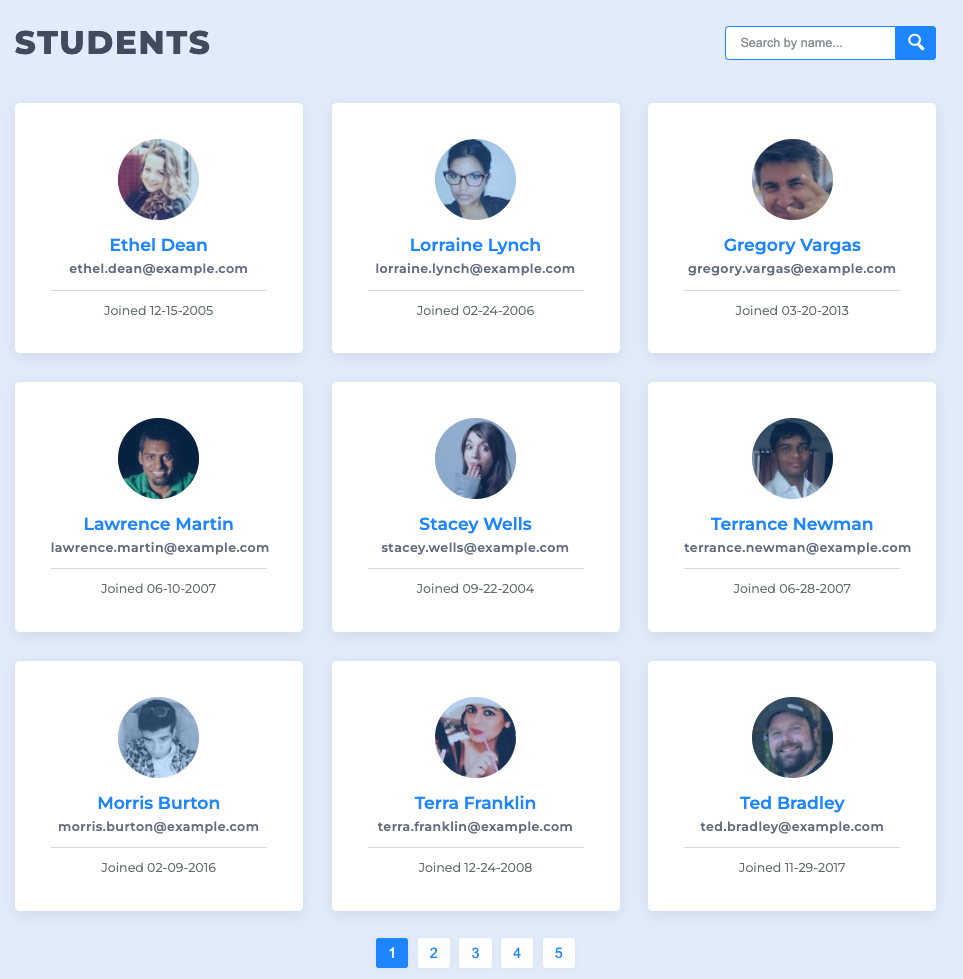 STUDENTS
Search by name...
Ethel Dean
ethel.dean@example.com
Joined 12-15-2005
Lorraine Lynch
lorraine.lynch@example.com
Joined 02-24-2006
Gregory Vargas
gregory.vargas@example.com
Joined 03-20-2013
Lawrence Martin
lawrence.martin@example.com
Joined 06-10-2007
Stacey Wells
stacey.wells@example.com
Joined 09-22-2004
Terrance Newman
terrance.newman@example.com
Joined 06-28-2007
Morris Burton
morris.burton@example.com
Joined 02-09-2016
Terra Franklin
terra.franklin@example.com
Joined 12-24-2008
Ted Bradley
ted.bradley@example.com
Joined 11-29-2017
1 2 3 4 5